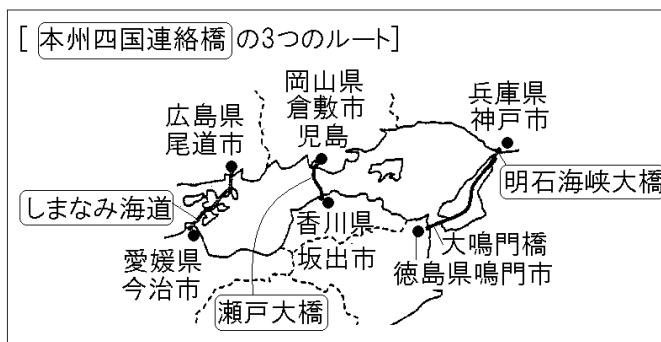 [ 本州四国連絡橋 の3つのルート]
広島県
尾道市
岡山県
倉敷市
児島
兵庫県
神戸市
しまなみ海道
明石海峡大橋
愛媛県
今治市
香川県
坂出市
大鳴門橋
徳島県鳴門市
瀬戸大橋